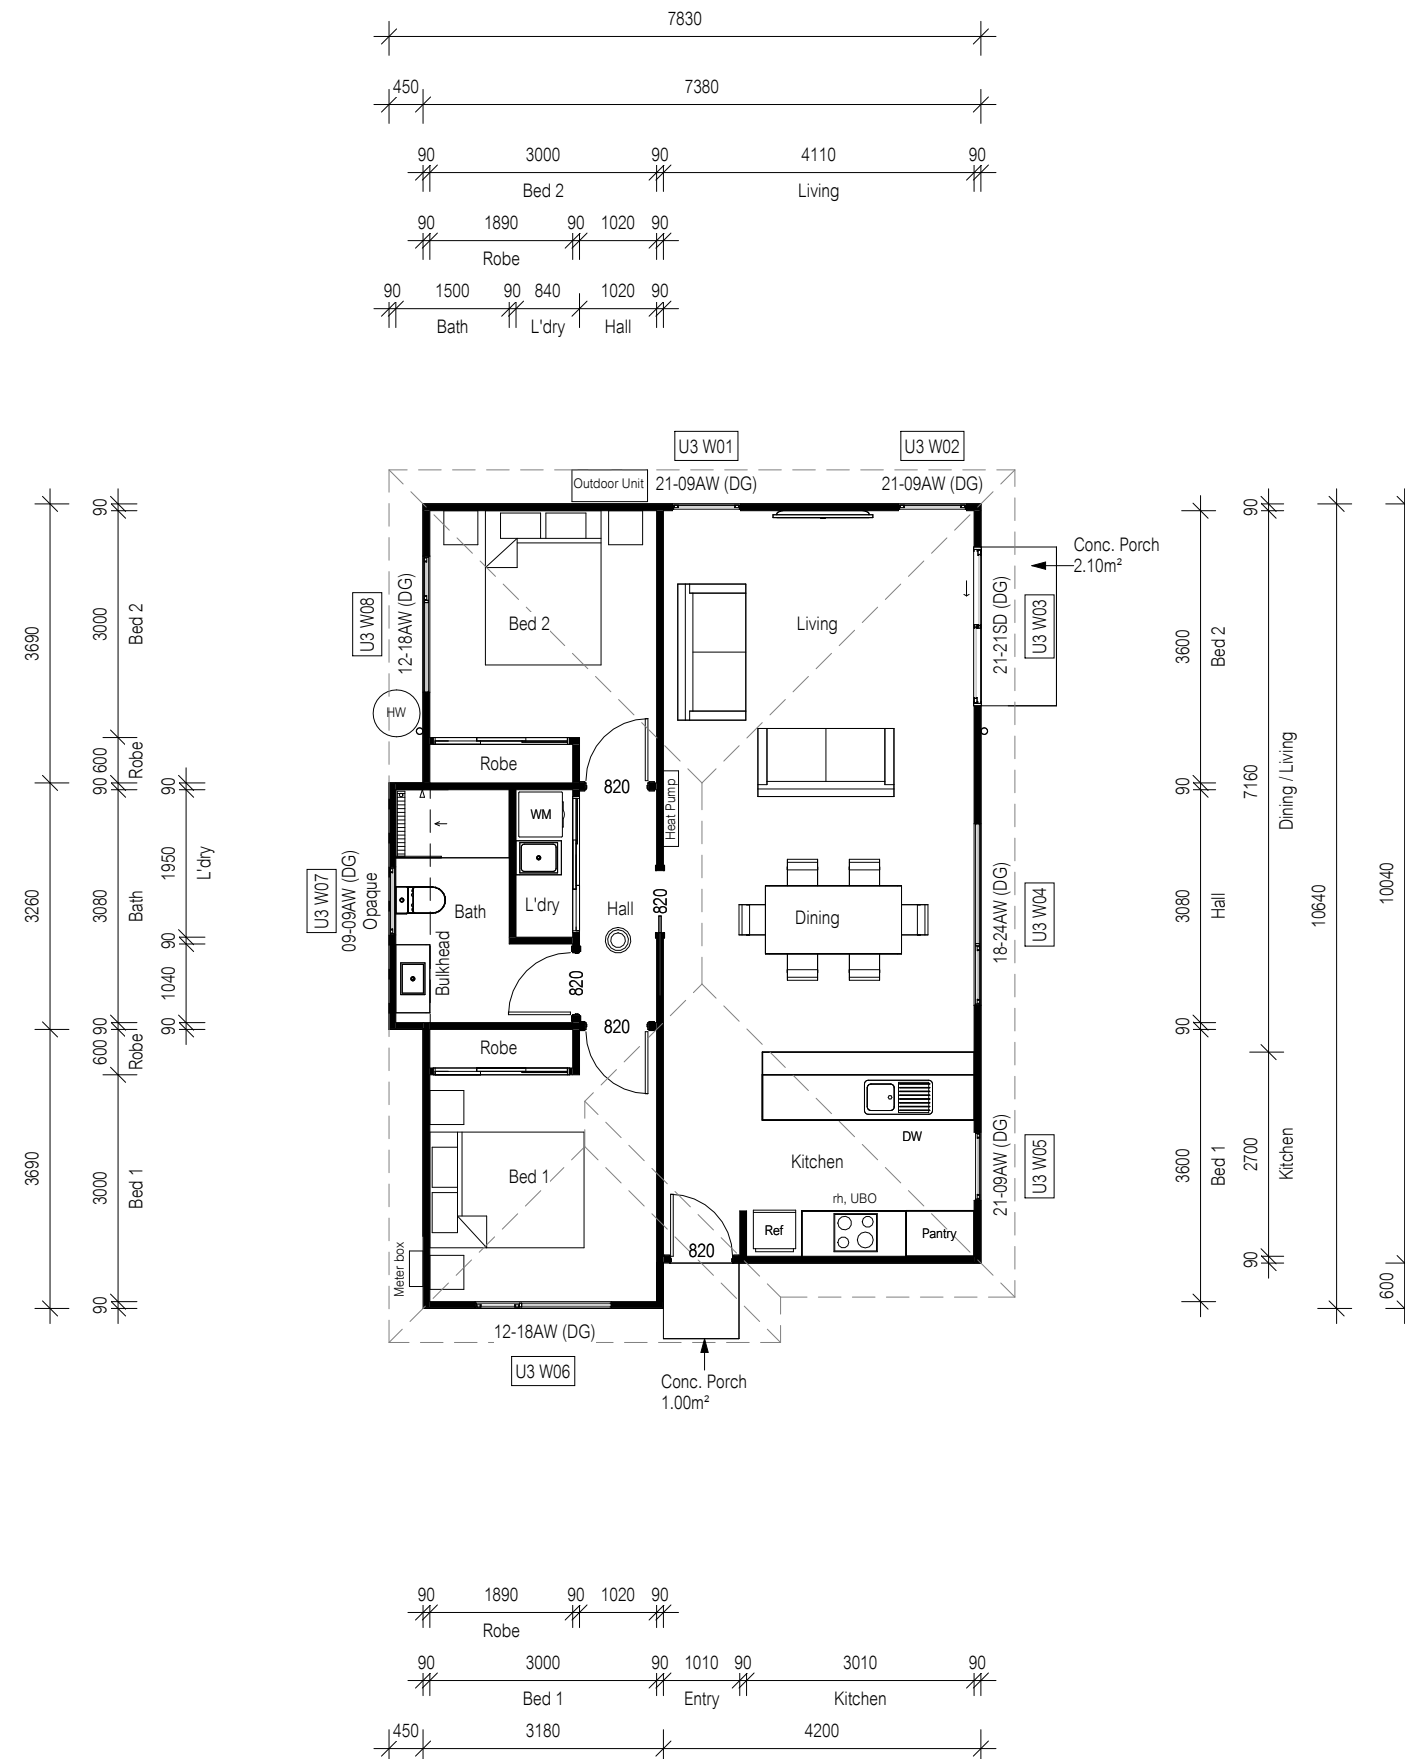 7830
450 7380
90 3000 90 4110 90
Bed 2 Living
90 1890 90 1020 90
Robe
90 1500 90 840 1020 90
Bath L'dry Hall
U3 W01 U3 W02
Outdoor Unit 21-09AW (DG) 21-09AW (DG)
Conc. Porch
2.10m²
21-21SD (DG)
U3 W03
U3 W08
12-18AW (DG)
Bed 2
Living
HW
Robe
820
Heat Pump
WM
L'dry
Hall
820
Bath
Bulkhead
U3 W07
09-09AW (DG)
Opaque
820
820
Dining
18-24AW (DG)
U3 W04
Robe
DW
Kitchen
rh, UBO
Ref
Pantry
21-09AW (DG)
U3 W05
Bed 1
820
Meter box
12-18AW (DG)
U3 W06
Conc. Porch
1.00m²
3690
3260
3690
90
3000
Bed 2
600
Robe
90
3080
Bath
90
600
Robe
3000
Bed 1
90
90
1950
L'dry
90
1040
90
3600
Bed 2
90
3080
Hall
90
3600
Bed 1
90
7160
Dining / Living
2700
Kitchen
90
10640
10040
600
90 1890 90 1020 90
Robe
90 3000 90 1010 90 3010 90
Bed 1 Entry Kitchen
450 3180 4200